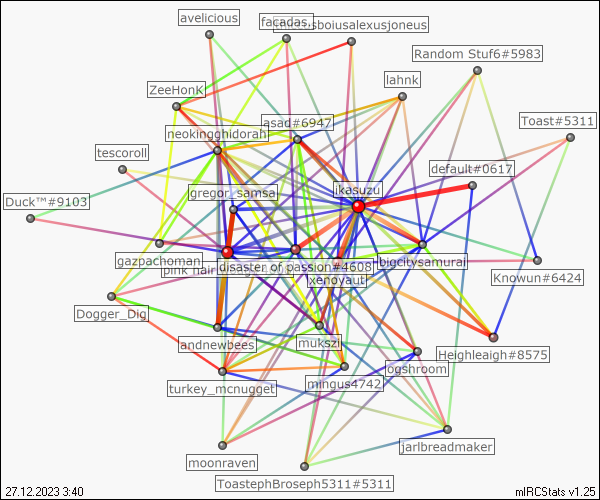 avelicious
facadas.
sboiusalexusjoneus
Random Stuf6#5983
lahnk
ZeeHonK
asad#6947
Toast#5311
neokingghidorah
tescoroll
default#0617
gregor_samsa
ikasuzu
Duck™#9103
gazpachoman
bigcitysamurai
pink hair
disaster of passion#4608
xenoyaut
Knowun#6424
Dogger_Dig
andrewbees
mukszi
Heighleaigh#8575
ogshroom
turkey_mcnugget
mingus4742
jarlbreadmaker
moonraven
ToastephBroseph5311#5311
27.12.2023 3:40
mIRCStats v1.25